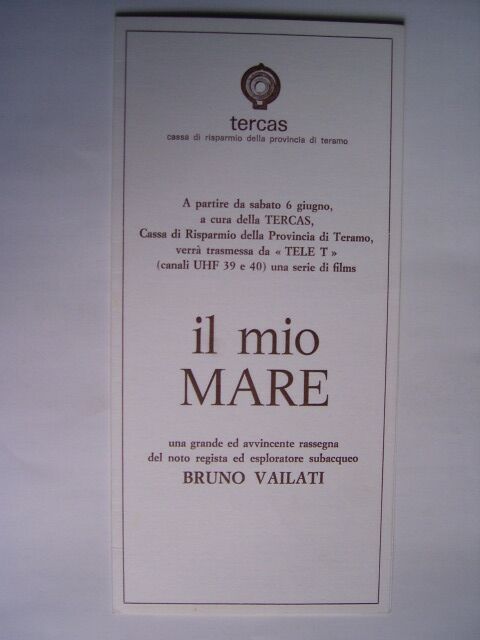 tercas
cassa di risparmio della provincia di teramo
A partire da sabato 6 giugno,
a cura della TERCAS,
Cassa di Risparmio della Provincia di Teramo,
verrà trasmessa da « TELE T »
(canali UHF 39 e 40) una serie di films
il mio
MARE
una grande ed avvincente rassegna
del noto regista ed esploratore subacqueo
BRUNO VAILATI